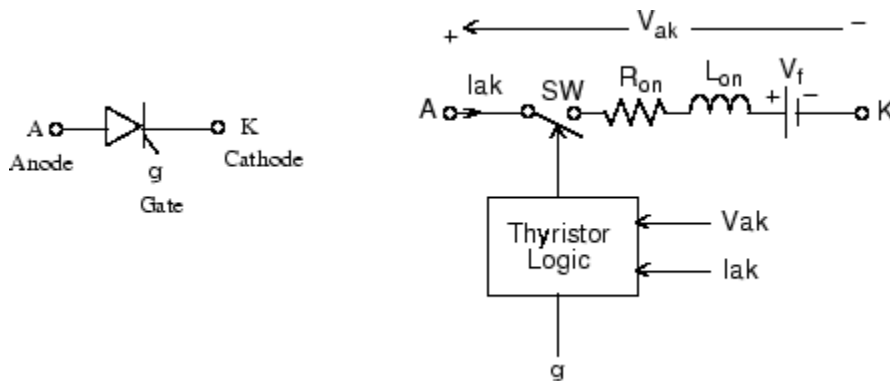 A K
Anode Cathode
g
Gate
+ Vak −
Iak SW Ron Lon Vf
A + − K
Thyristor
Logic
Vak
Iak
g